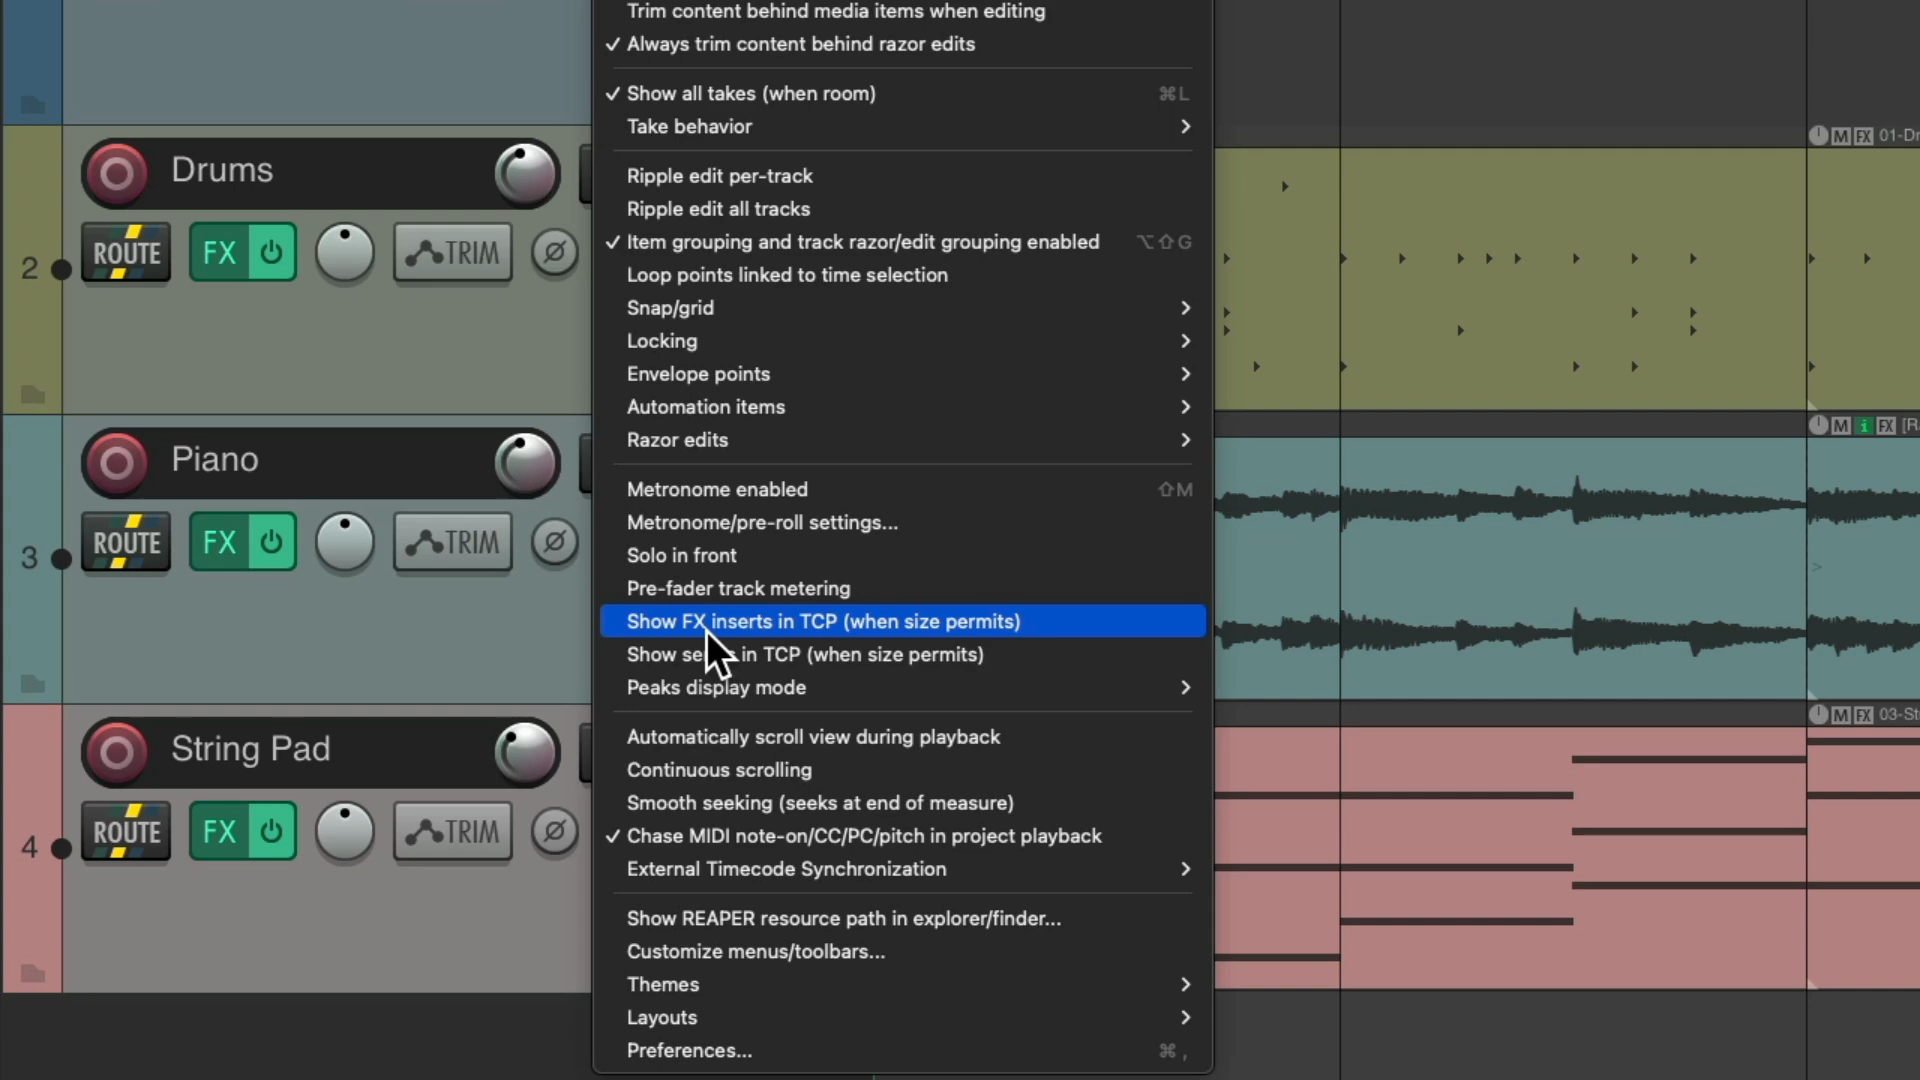 Trim content behind media items when editing
✓ Always trim content behind razor edits
✓ Show all takes (when room) ⌘L
Take behavior >
Ripple edit per-track
Ripple edit all tracks
✓ Item grouping and track razor/edit grouping enabled ⌥⇧G
Loop points linked to time selection
Snap/grid >
Locking >
Envelope points >
Automation items >
Razor edits >
Metronome enabled ⇧M
Metronome/pre-roll settings...
Solo in front
Pre-fader track metering
Show FX inserts in TCP (when size permits)
Show in TCP (when size permits)
Peaks display mode >
Automatically scroll view during playback
Continuous scrolling
Smooth seeking (seeks at end of measure)
✓ Chase MIDI note-on/CC/PC/pitch in project playback
External Timecode Synchronization >
Show REAPER resource path in explorer/finder...
Customize menus/toolbars...
Themes >
Layouts >
Preferences... ⌘ ,
Drums
2 ROUTE FX TRIM Ø
Piano
3 ROUTE FX TRIM Ø
String Pad
4 ROUTE FX TRIM Ø
M FX 01-Dr
M i FX [R
M FX 03-St